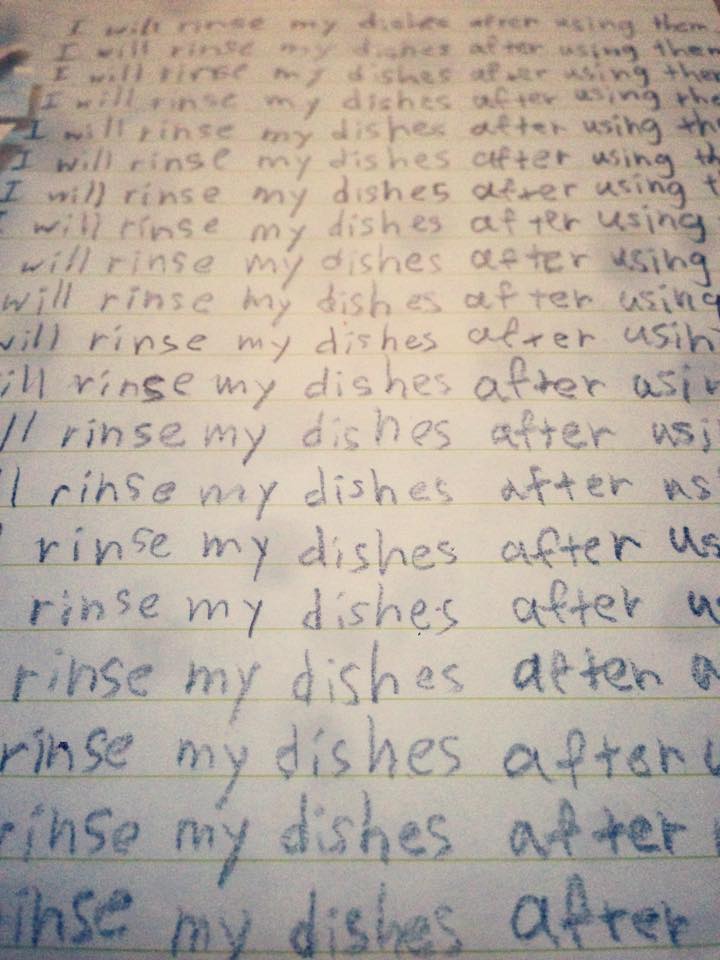 I will rinse my dishes after using them.
I will rinse my dishes after using them
I will rinse my dishes after using them
I will rinse my dishes after using the
I will rinse my dishes after using th
I will rinse my dishes after using th
I will rinse my dishes after using t
I will rinse my dishes after using
will rinse my dishes after using
will rinse my dishes after using
will rinse my dishes after usin
ill rinse my dishes after usin
ll rinse my dishes after usi
l rinse my dishes after us
rinse my dishes after us
rinse my dishes after u
rinse my dishes after u
rinse my dishes after u
rinse my dishes after
inse my dishes after